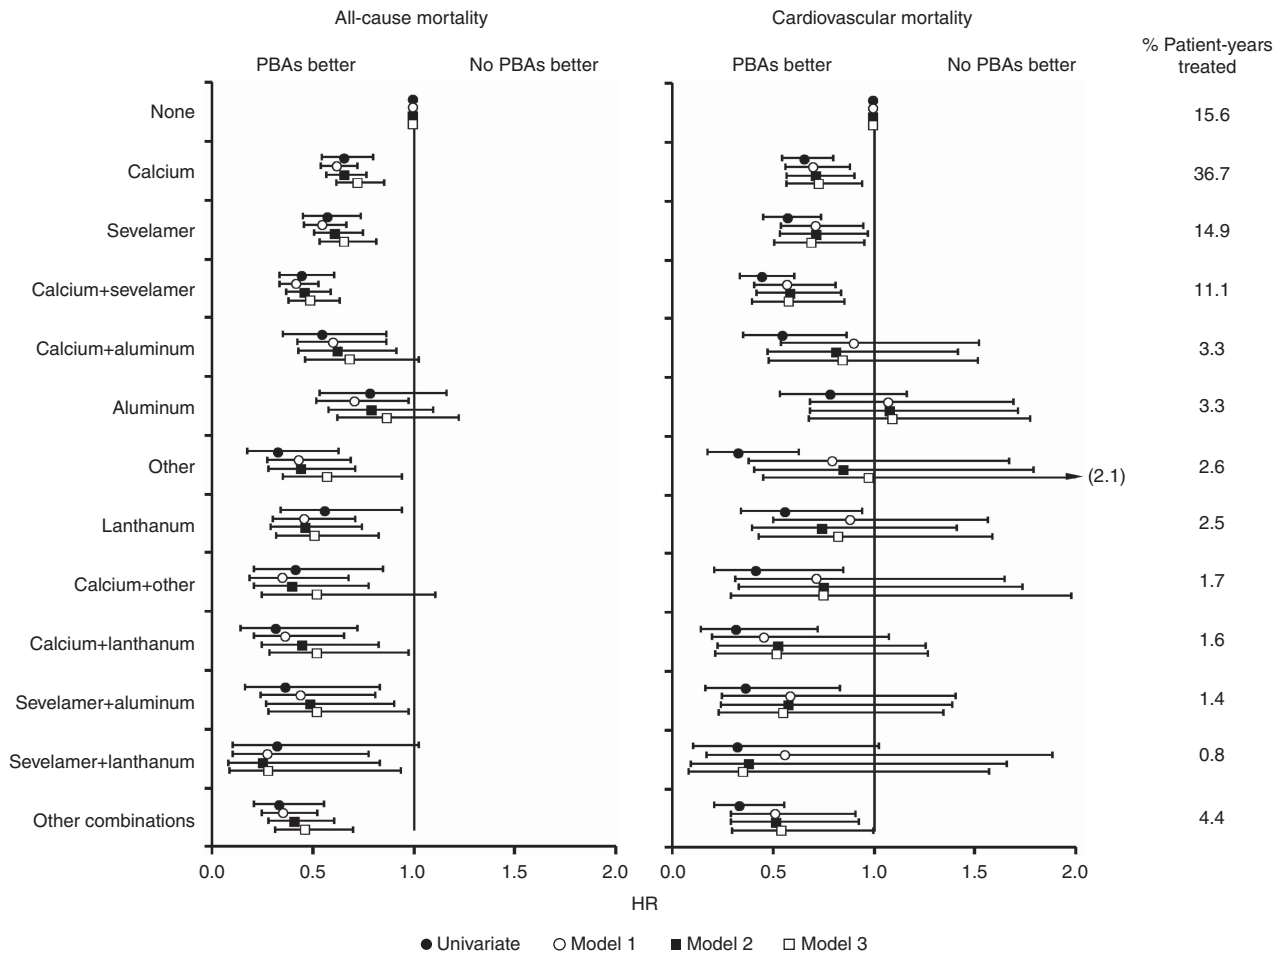 All-cause mortality
Cardiovascular mortality
% Patient-years
treated
PBAs better
No PBAs better
PBAs better
No PBAs better
None
15.6
Calcium
36.7
Sevelamer
14.9
Calcium+sevelamer
11.1
Calcium+aluminum
3.3
Aluminum
3.3
Other
(2.1)
2.6
Lanthanum
2.5
Calcium+other
1.7
Calcium+lanthanum
1.6
Sevelamer+aluminum
1.4
Sevelamer+lanthanum
0.8
Other combinations
4.4
0.0 0.5 1.0 1.5 2.0
0.0 0.5 1.0 1.5 2.0
HR
Univariate Model 1 Model 2 Model 3